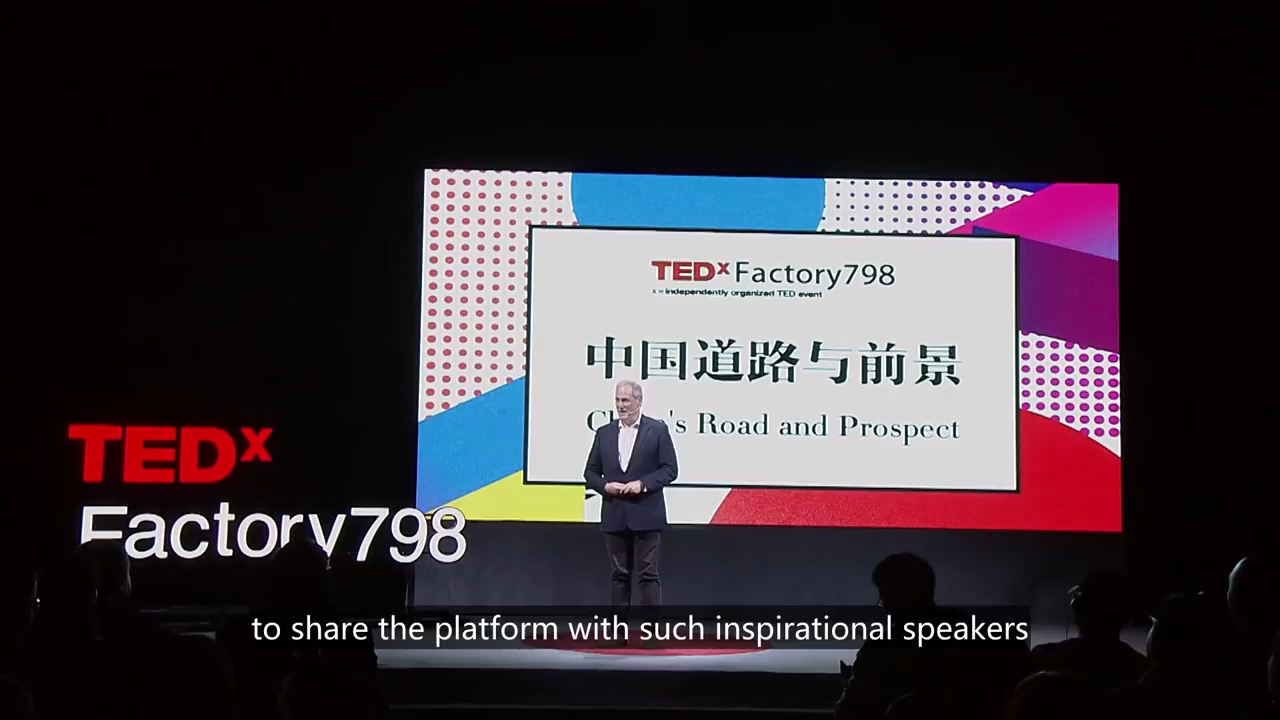 TEDx Factory798
x = independently organized TED event
中国道路与前景
China's Road and Prospect
TEDx
Factory798
to share the platform with such inspirational speakers